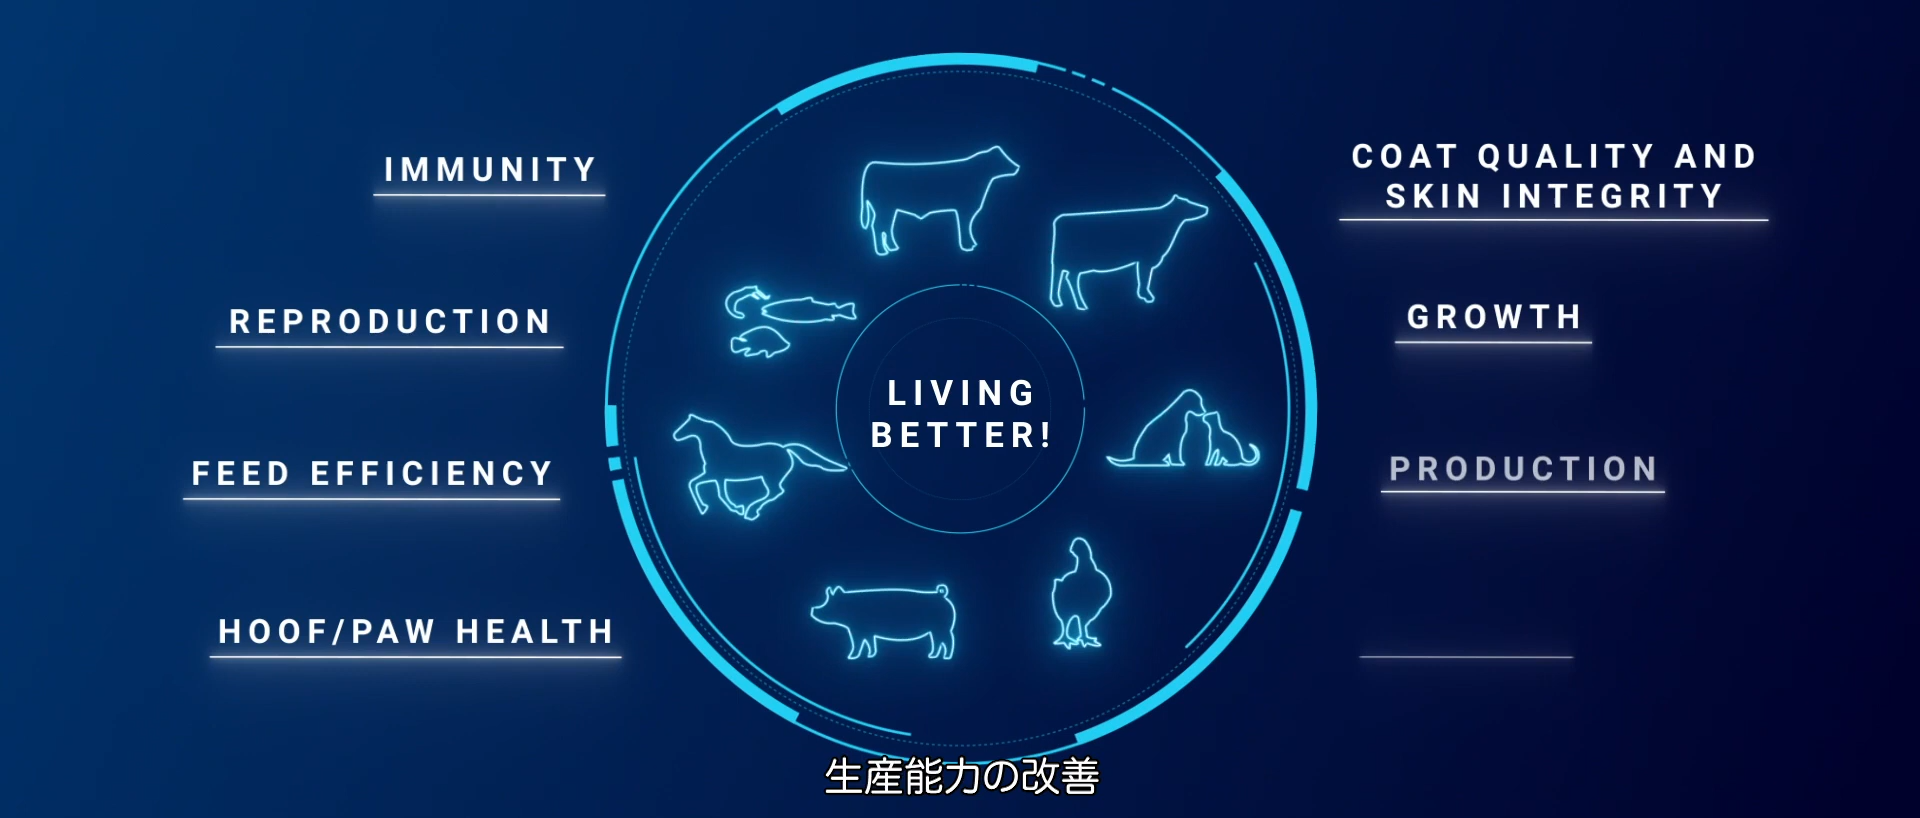 IMMUNITY
REPRODUCTION
FEED EFFICIENCY
HOOF/PAW HEALTH
LIVING
BETTER!
COAT QUALITY AND
SKIN INTEGRITY
GROWTH
PRODUCTION
生産能力の改善